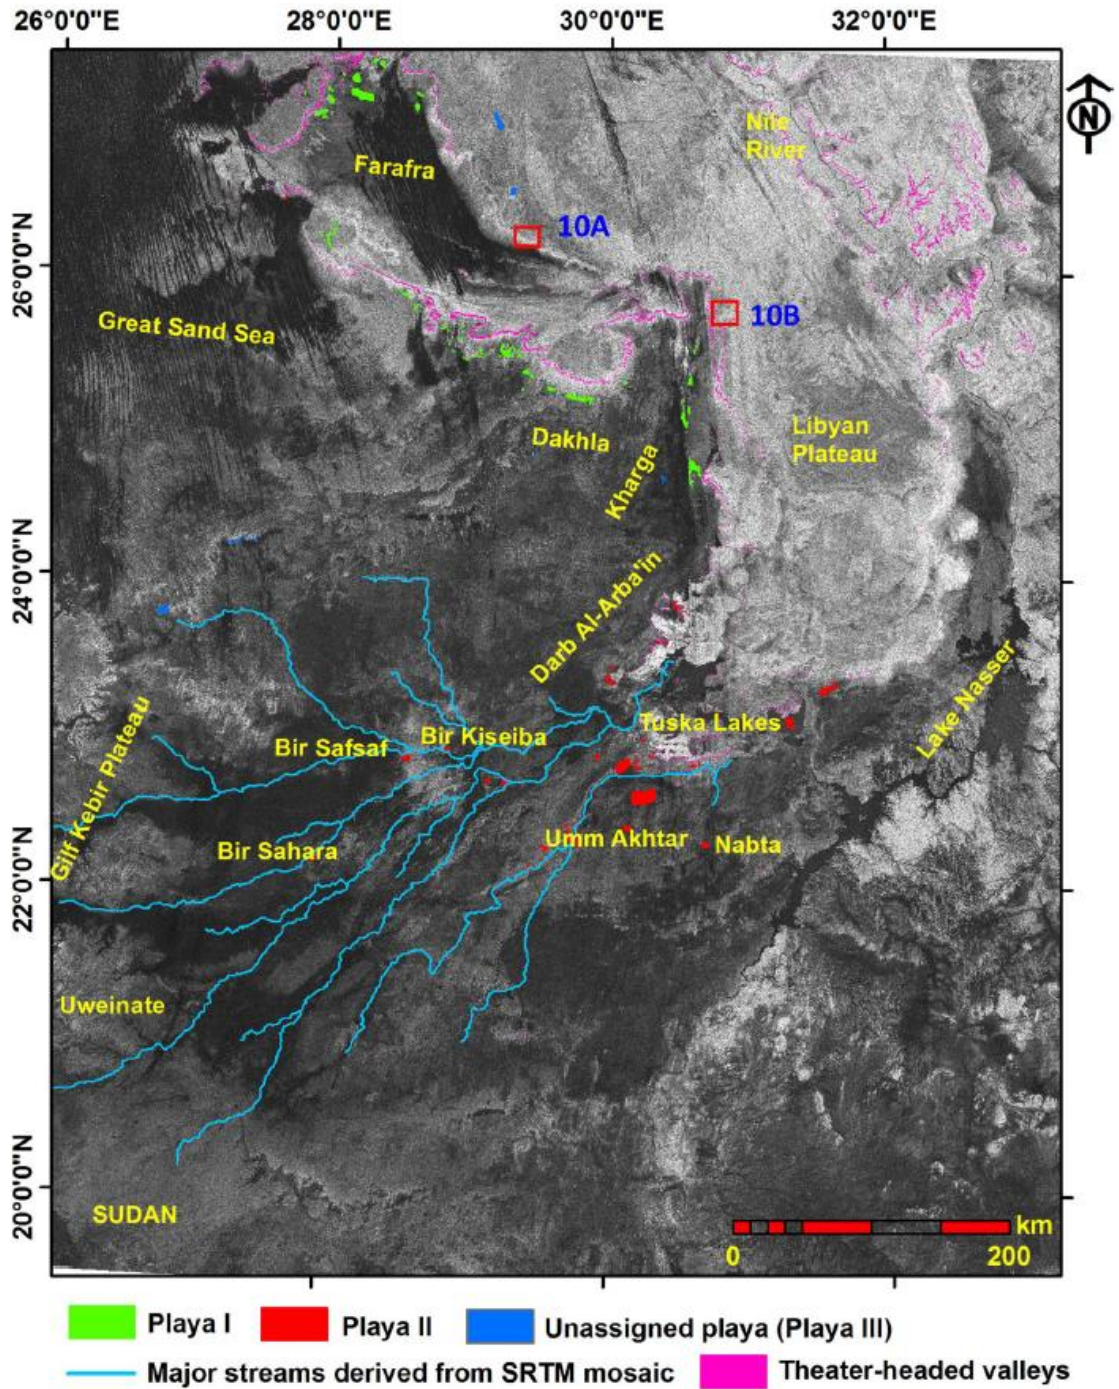 26°0'0"E
28°0'0"E
30°0'0"E
32°0'0"E
N
Nile
River
Farafra
10A
26°0'0"N
10B
Great Sand Sea
Libyan
Plateau
Dakhla
Kharga
24°0'0"N
Darb Al-Arba'in
Lake Nasser
Tuska Lakes
Bir Kiseiba
Bir Safsaf
Gilf Kebir Plateau
Umm Akhtar
Nabta
Bir Sahara
22°0'0"N
Uweinate
20°0'0"N
SUDAN
km
0
200
Playa I
Playa II
Unassigned playa (Playa III)
Major streams derived from SRTM mosaic
Theater-headed valleys